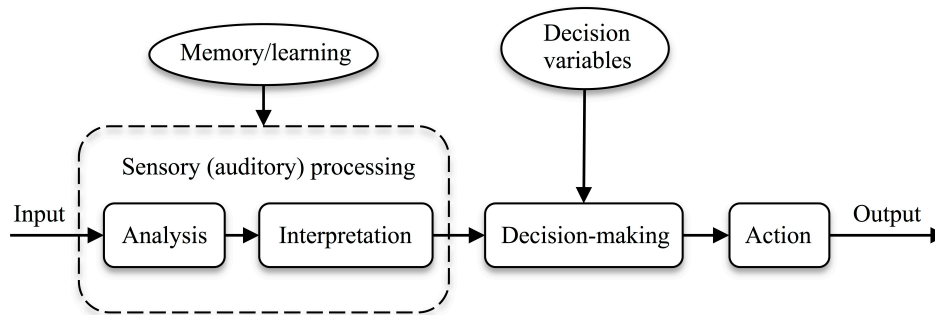 Memory/learning
Decision
variables
Sensory (auditory) processing
Input
Analysis
Interpretation
Decision-making
Action
Output